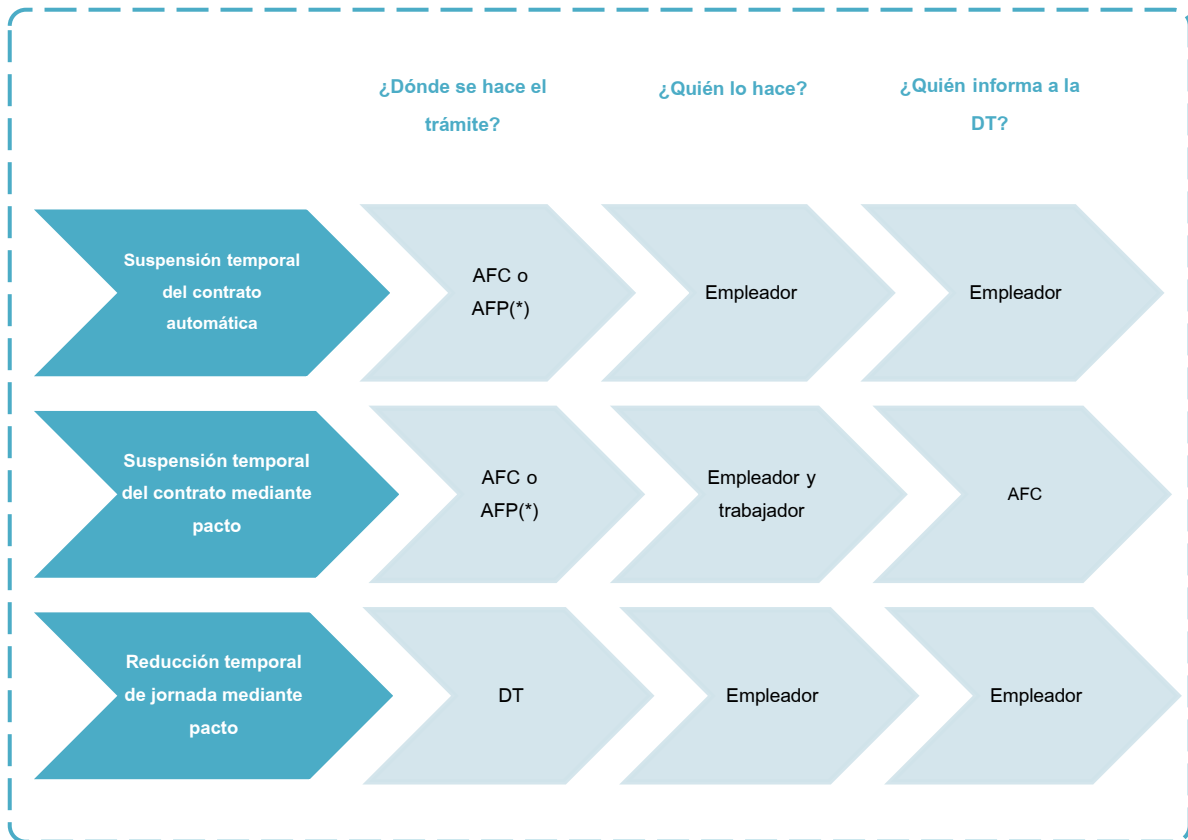 ¿Dónde se hace el
trámite?
¿Quién lo hace?
¿Quién informa a la
DT?
Suspensión temporal
del contrato
automática
AFC o
AFP(*)
Empleador
Empleador
Suspensión temporal
del contrato mediante
pacto
AFC o
AFP(*)
Empleador y
trabajador
AFC
Reducción temporal
de jornada mediante
pacto
DT
Empleador
Empleador